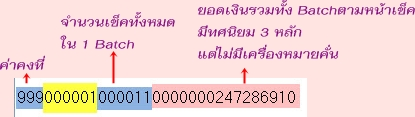 จำนวนเช็คทั้งหมด
ใน 1 Batch
ยอดเงินรวมทั้ง Batchตามหน้าเช็ค
มีทศนิยม 3 หลัก
แต่ไม่มีเครื่องหมายคั่น
ค่าคงที่
9990000010000110000000247286910